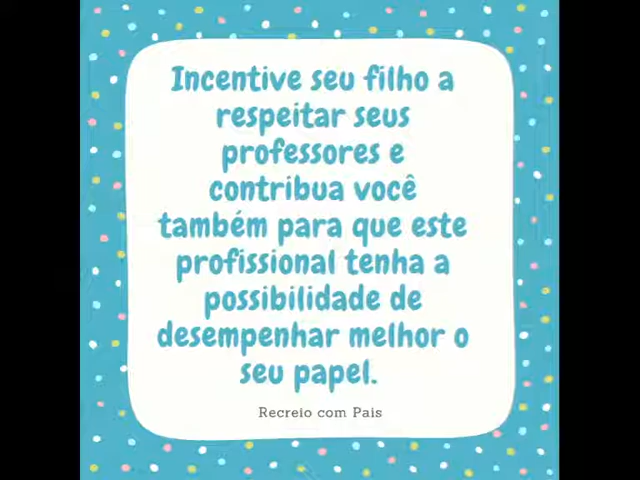 Incentive seu filho a
respeitar seus
professores e
contribua você
também para que este
profissional tenha a
possibilidade de
desempenhar melhor o
seu papel.
Recreio com Pais